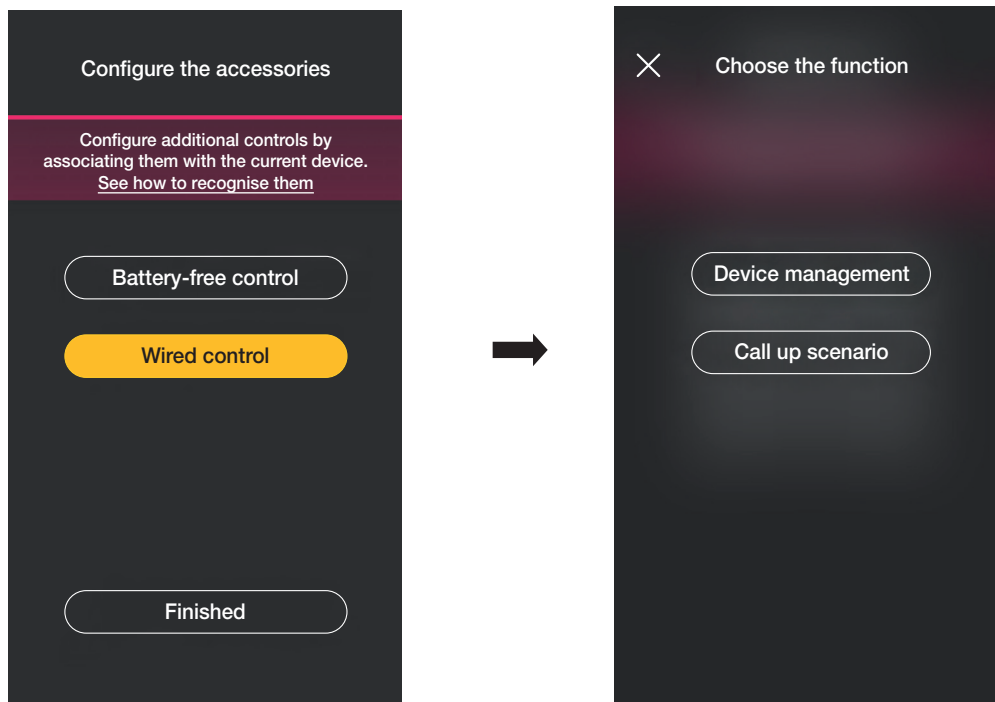 Configure the accessories
Configure additional controls by
associating them with the current device.
See how to recognise them
Battery-free control
Wired control
Finished
Choose the function
Device management
Call up scenario